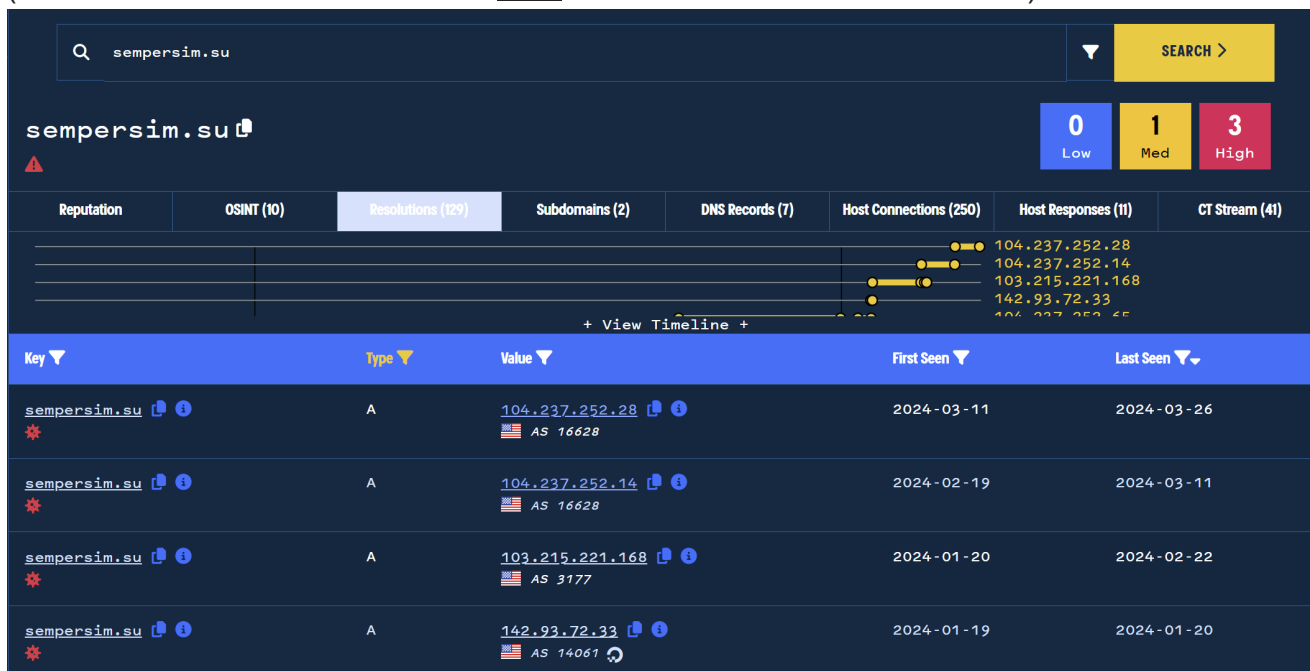 sempersim.su
SEARCH >
sempersim.su
0 Low
1 Med
3 High
Reputation OSINT (10) Resolutions (129) Subdomains (2) DNS Records (7) Host Connections (250) Host Responses (11) CT Stream (41)
104.237.252.28
104.237.252.14
103.215.221.168
142.93.72.33
104.237.252.65
+ View Timeline +
Key Type Value First Seen Last Seen
sempersim.su A 104.237.252.28 2024-03-11 2024-03-26
AS 16628
sempersim.su A 104.237.252.14 2024-02-19 2024-03-11
AS 16628
sempersim.su A 103.215.221.168 2024-01-20 2024-02-22
AS 3177
sempersim.su A 142.93.72.33 2024-01-19 2024-01-20
AS 14061